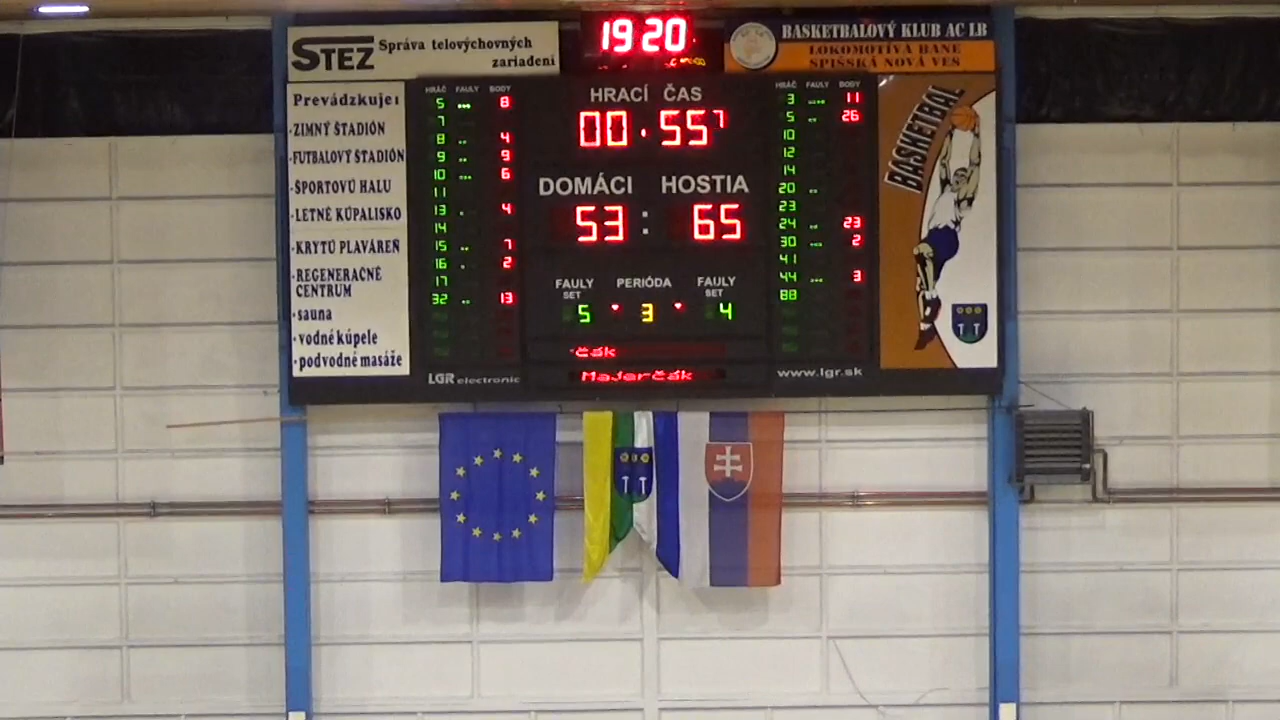 19 20
STEZ Správa telovýchovných
zariadení
BASKETBALOVÝ KLUB AC LB
LOKOMOTÍVA BANE
SPIŠSKÁ NOVÁ VES
Prevádzkuje:
·ZIMNÝ ŠTADIÓN
·FUTBALOVÝ ŠTADIÓN
·ŠPORTOVÚ HALU
·LETNÉ KÚPALISKO
·KRYTÚ PLAVÁREŇ
·REGENERAČNÉ
CENTRUM
·sauna
·vodné kúpele
·podvodné masáže
HRÁČ FAULY BODY
5 8
7
8 4
9 9
10 6
11
13 4
14
15 7
16 2
17
32 13
LGR electronic
HRACÍ ČAS
00.55 7
DOMÁCI HOSTIA
53 : 65
FAULY SET PERIÓDA FAULY SET
5 3 4
čák
Majerčák
HRÁČ FAULY BODY
3 11
5 26
10
12
14
20
23
24 23
30 2
41
44 3
88
www.lgr.sk
BASKETBAL